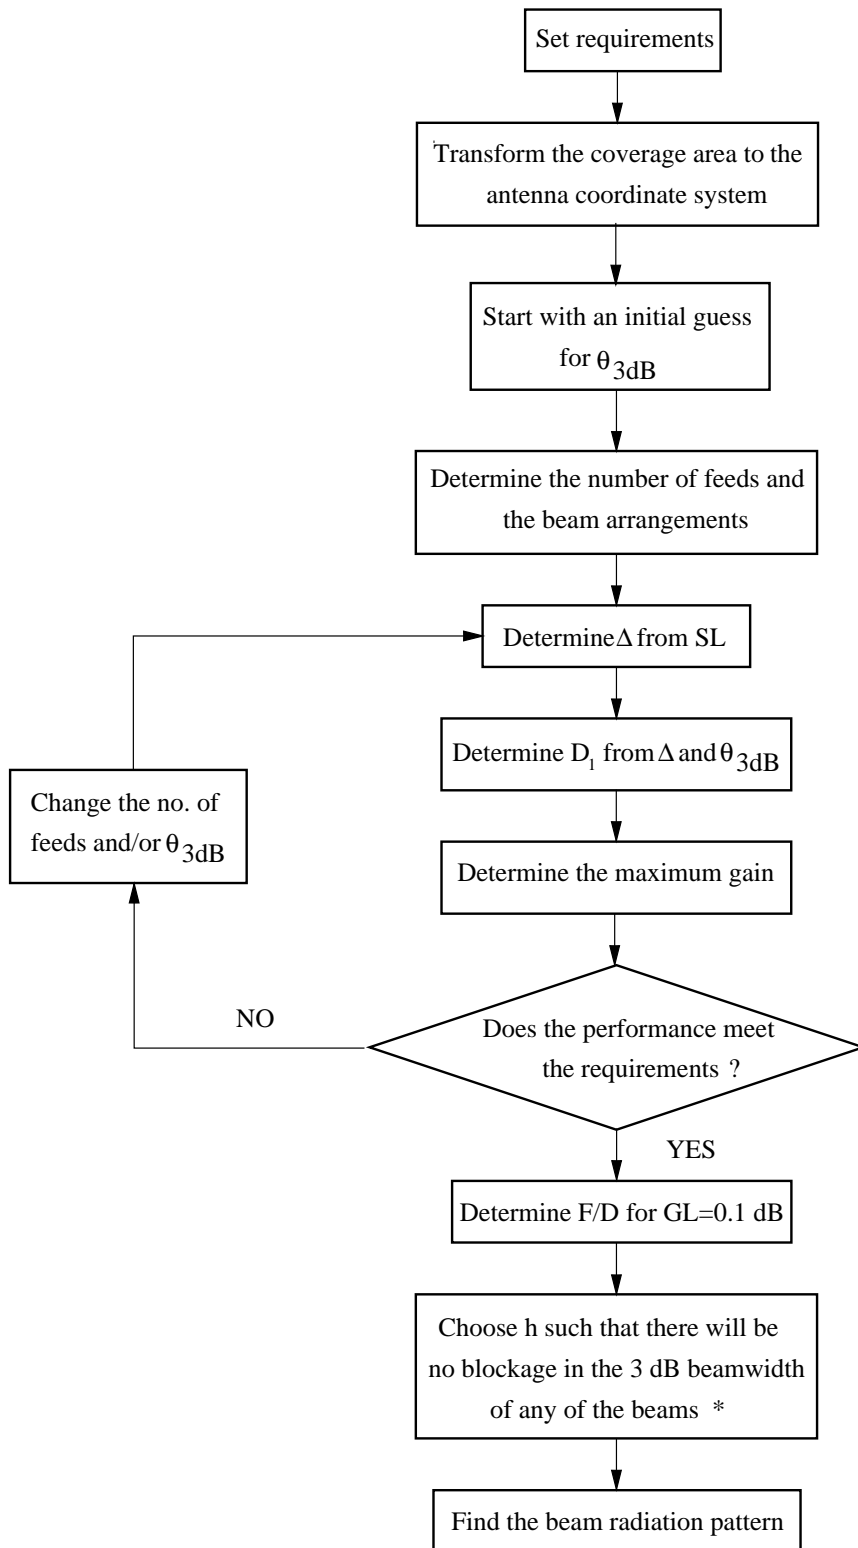 Set requirements
Transform the coverage area to the
antenna coordinate system
Start with an initial guess
for θ3dB
Determine the number of feeds and
the beam arrangements
Determine Δ from SL
Determine D1 from Δ and θ3dB
Change the no. of
feeds and/or θ3dB
Determine the maximum gain
NO
Does the performance meet
the requirements ?
YES
Determine F/D for GL=0.1 dB
Choose h such that there will be
no blockage in the 3 dB beamwidth
of any of the beams *
Find the beam radiation pattern